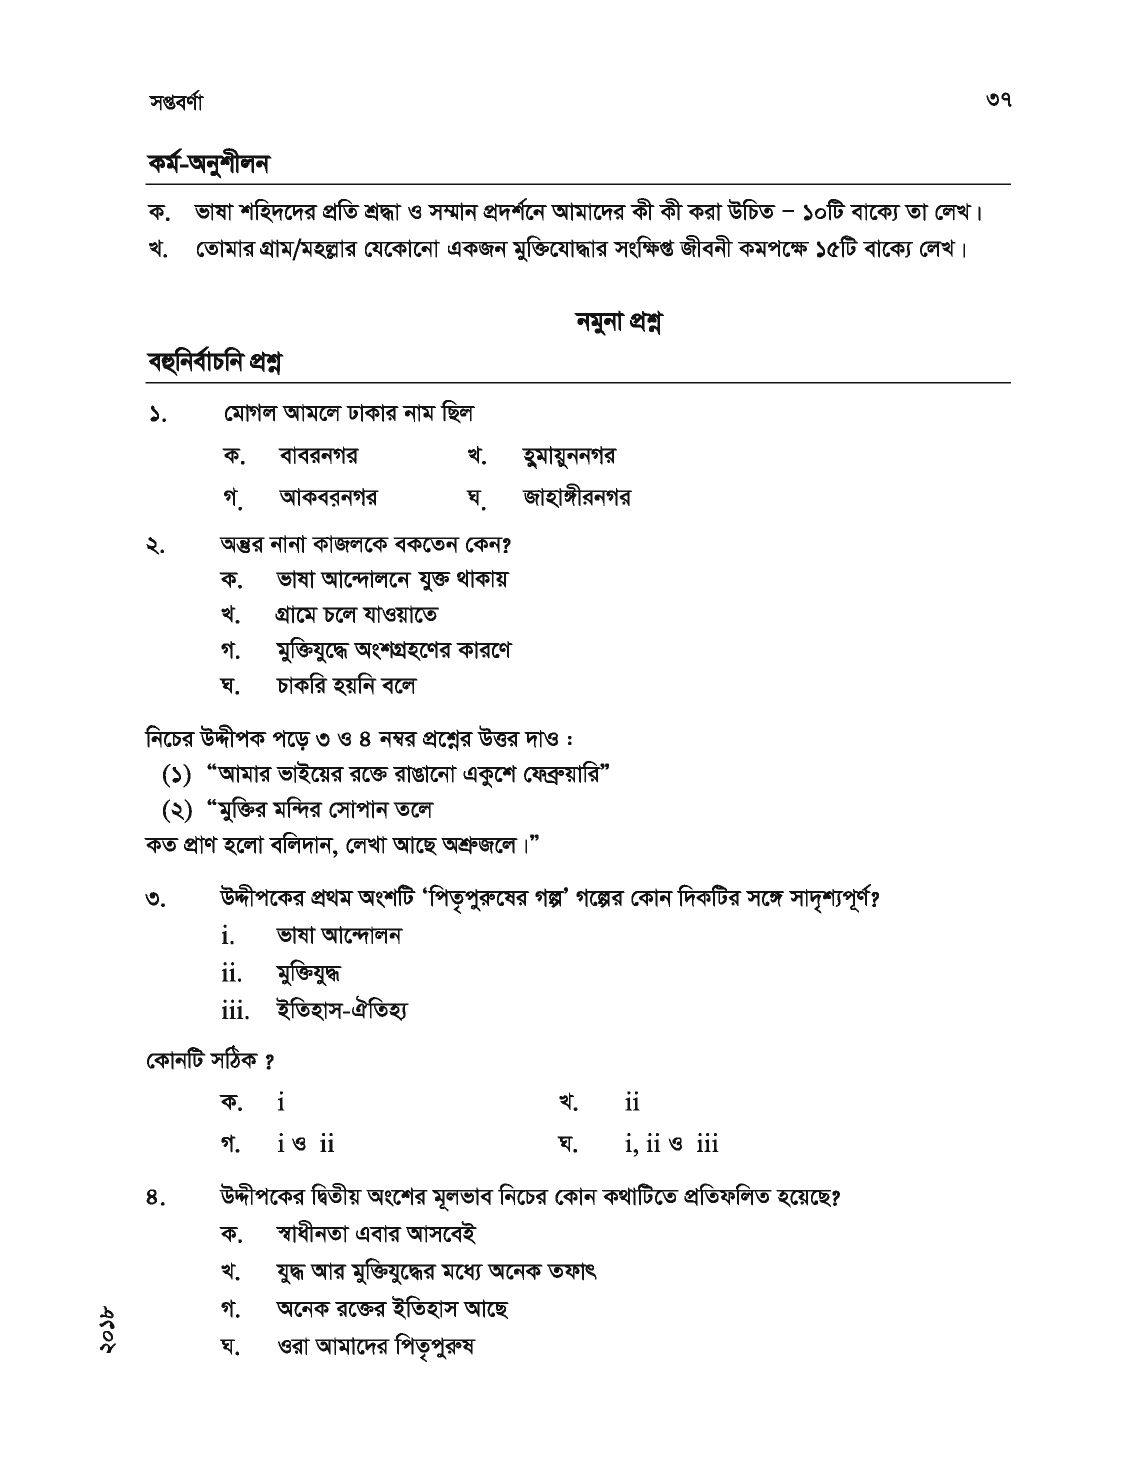 সপ্তবর্ণা ৩৭
কর্ম-অনুশীলন
ক. ভাষা শহিদদের প্রতি শ্রদ্ধা ও সম্মান প্রদর্শনে আমাদের কী কী করা উচিত – ১০টি বাক্যে তা লেখ।
খ. তোমার গ্রাম/মহল্লার যেকোনো একজন মুক্তিযোদ্ধার সংক্ষিপ্ত জীবনী কমপক্ষে ১৫টি বাক্যে লেখ।
নমুনা প্রশ্ন
বহুনির্বাচনি প্রশ্ন
১. মোগল আমলে ঢাকার নাম ছিল
ক. বাবরনগর খ. হুমায়ুননগর
গ. আকবরনগর ঘ. জাহাঙ্গীরনগর
২. অন্তুর নানা কাজলকে বকতেন কেন?
ক. ভাষা আন্দোলনে যুক্ত থাকায়
খ. গ্রামে চলে যাওয়াতে
গ. মুক্তিযুদ্ধে অংশগ্রহণের কারণে
ঘ. চাকরি হয়নি বলে
নিচের উদ্দীপক পড়ে ৩ ও ৪ নম্বর প্রশ্নের উত্তর দাও :
(১) “আমার ভাইয়ের রক্তে রাঙানো একুশে ফেব্রুয়ারি”
(২) “মুক্তির মন্দির সোপান তলে
কত প্রাণ হলো বলিদান, লেখা আছে অশ্রুজলে।”
৩. উদ্দীপকের প্রথম অংশটি ‘পিতৃপুরুষের গল্প’ গল্পের কোন দিকটির সঙ্গে সাদৃশ্যপূর্ণ?
i. ভাষা আন্দোলন
ii. মুক্তিযুদ্ধ
iii. ইতিহাস-ঐতিহ্য
কোনটি সঠিক ?
ক. i খ. ii
গ. i ও ii ঘ. i, ii ও iii
৪. উদ্দীপকের দ্বিতীয় অংশের মূলভাব নিচের কোন কথাটিতে প্রতিফলিত হয়েছে?
ক. স্বাধীনতা এবার আসবেই
খ. যুদ্ধ আর মুক্তিযুদ্ধের মধ্যে অনেক তফাৎ
গ. অনেক রক্তের ইতিহাস আছে
ঘ. ওরা আমাদের পিতৃপুরুষ
২০১৮